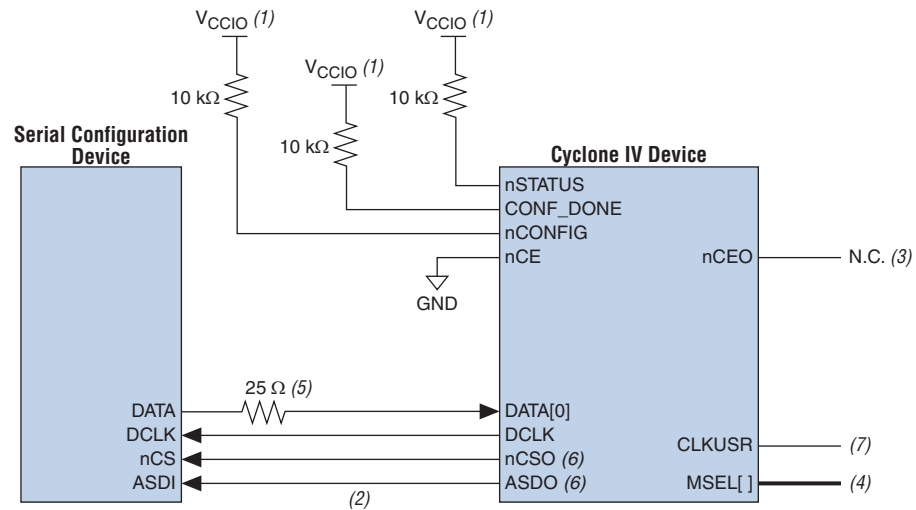 VCCIO (1)
VCCIO (1)
VCCIO (1)
10 kΩ
10 kΩ
10 kΩ
Serial Configuration
Device
Cyclone IV Device
nSTATUS
CONF_DONE
nCONFIG
nCE
nCEO
N.C. (3)
GND
25 Ω (5)
DATA
DATA[0]
DCLK
DCLK
CLKUSR
(7)
nCS
nCSO (6)
ASDI
ASDO (6)
MSEL[ ]
(4)
(2)